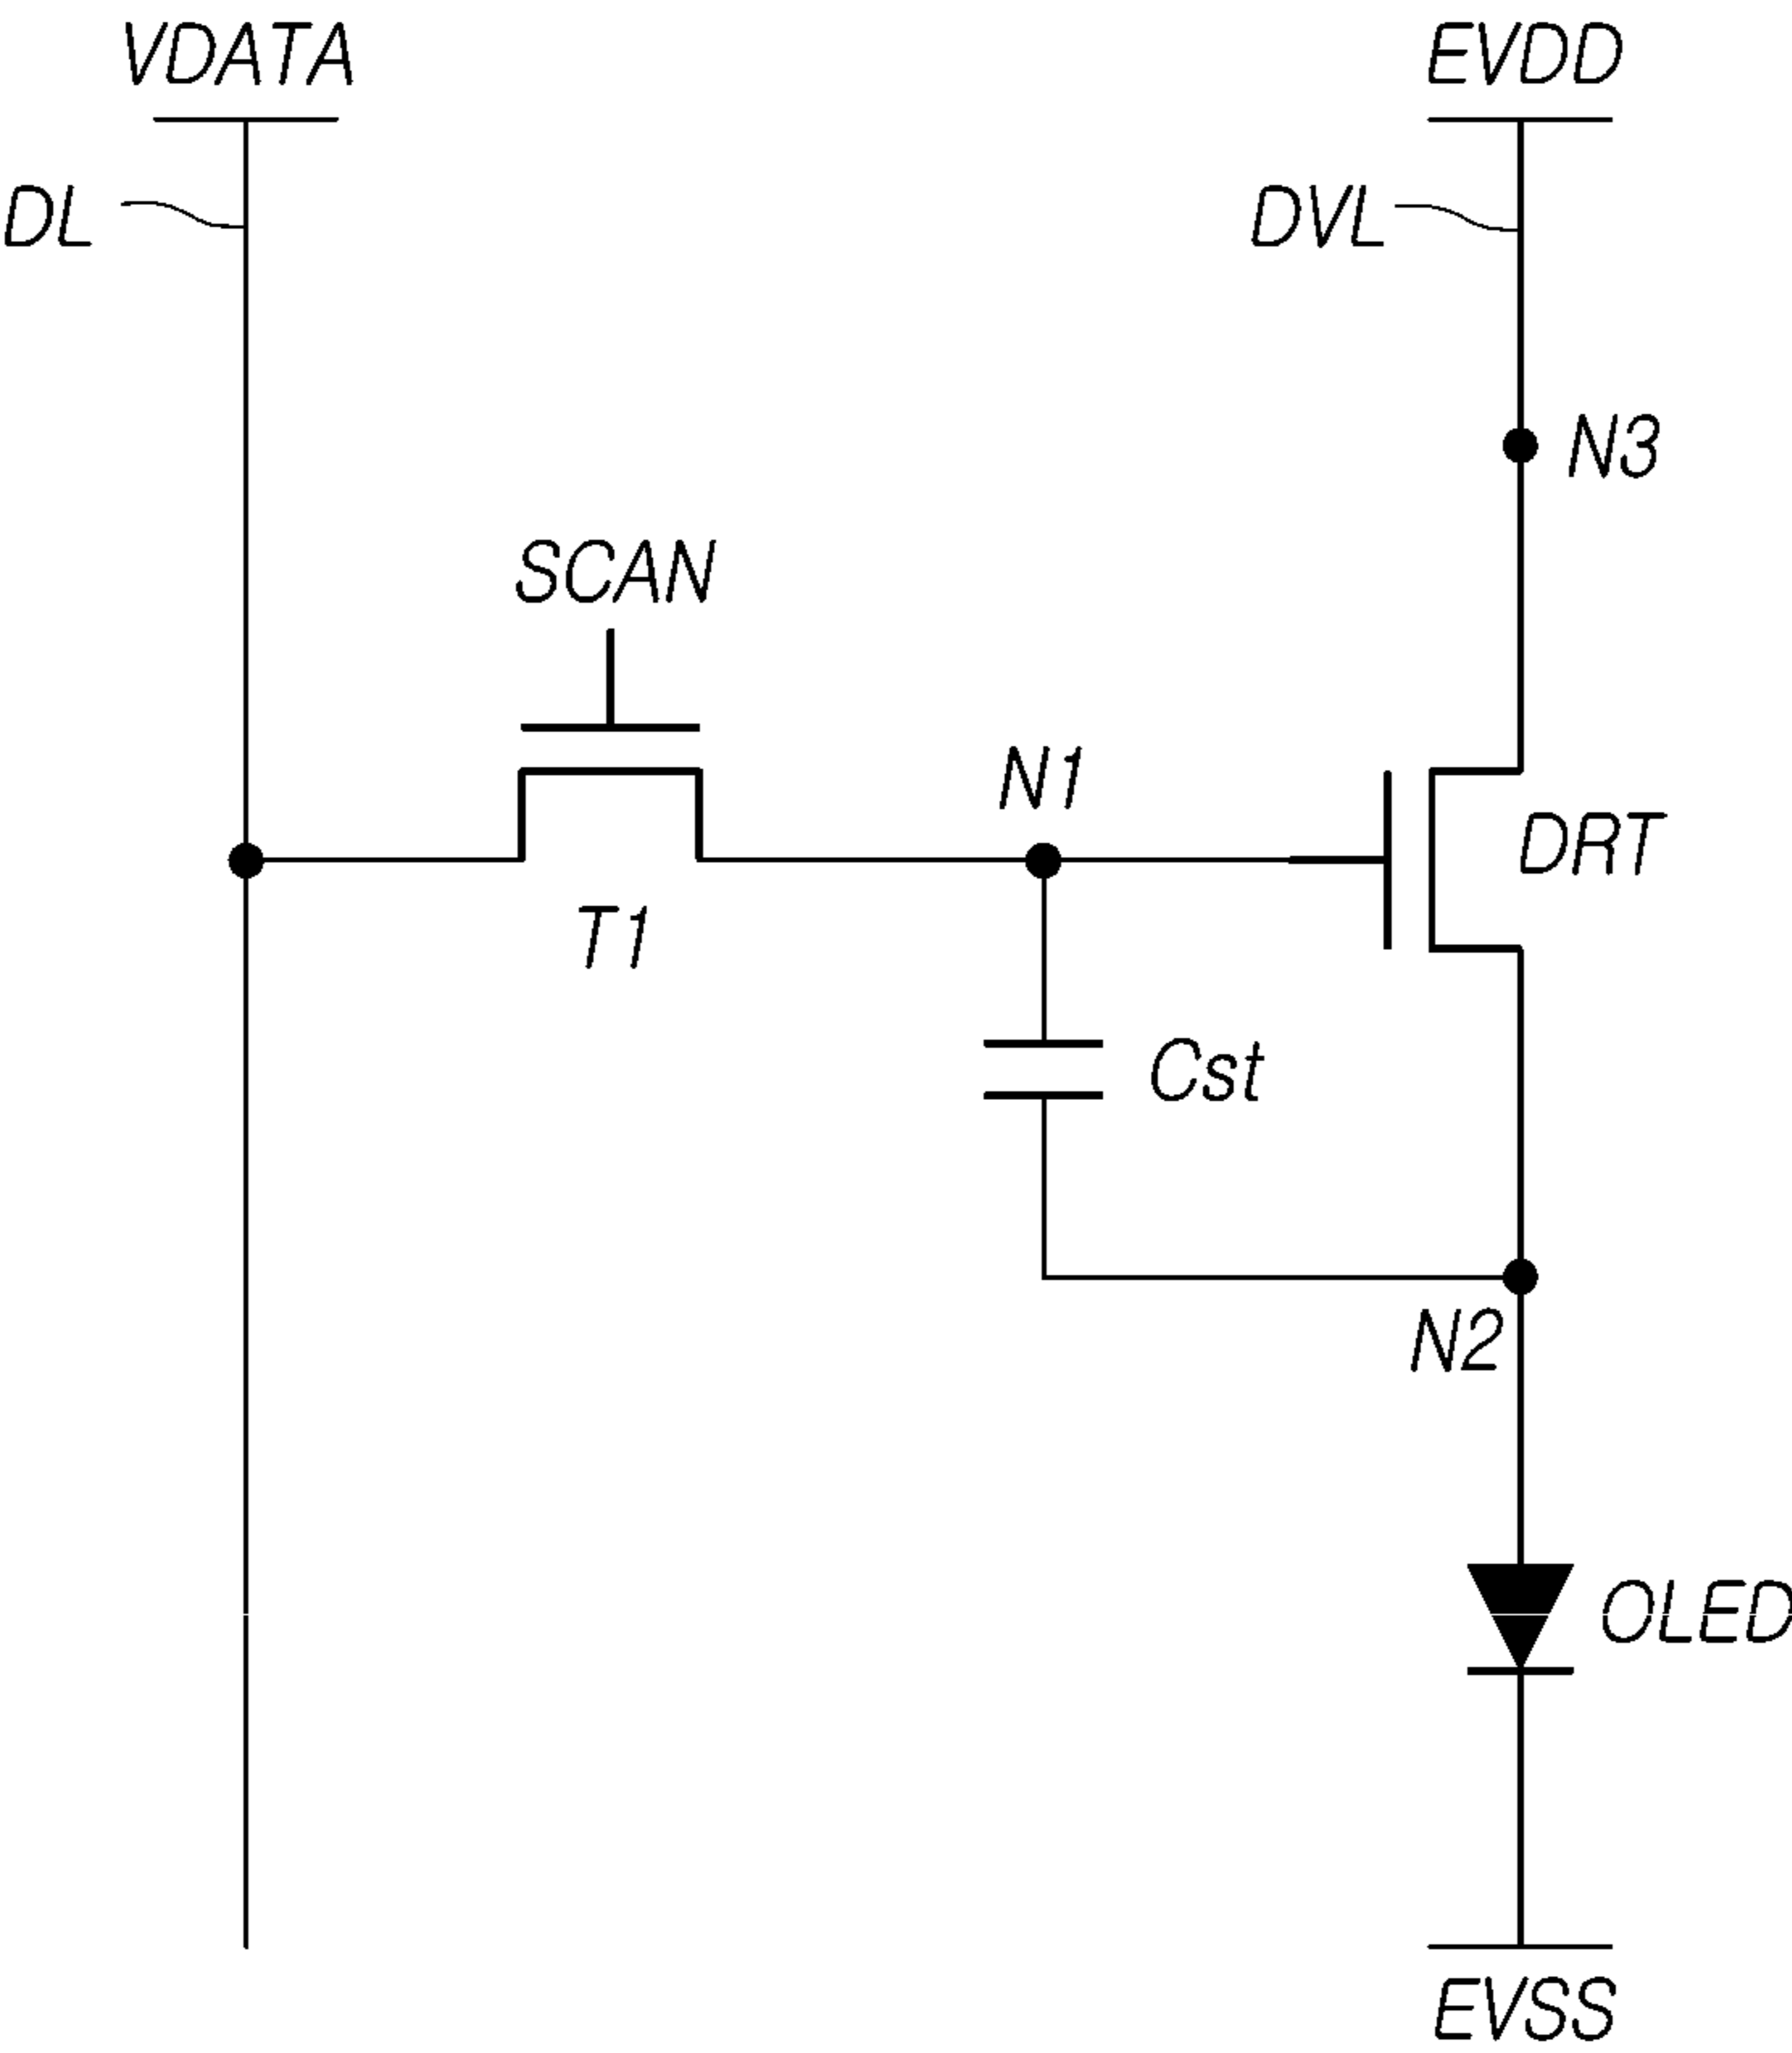 VDATA
EVDD
DL
DVL
N3
SCAN
N1
DRT
T1
Cst
N2
OLED
EVSS